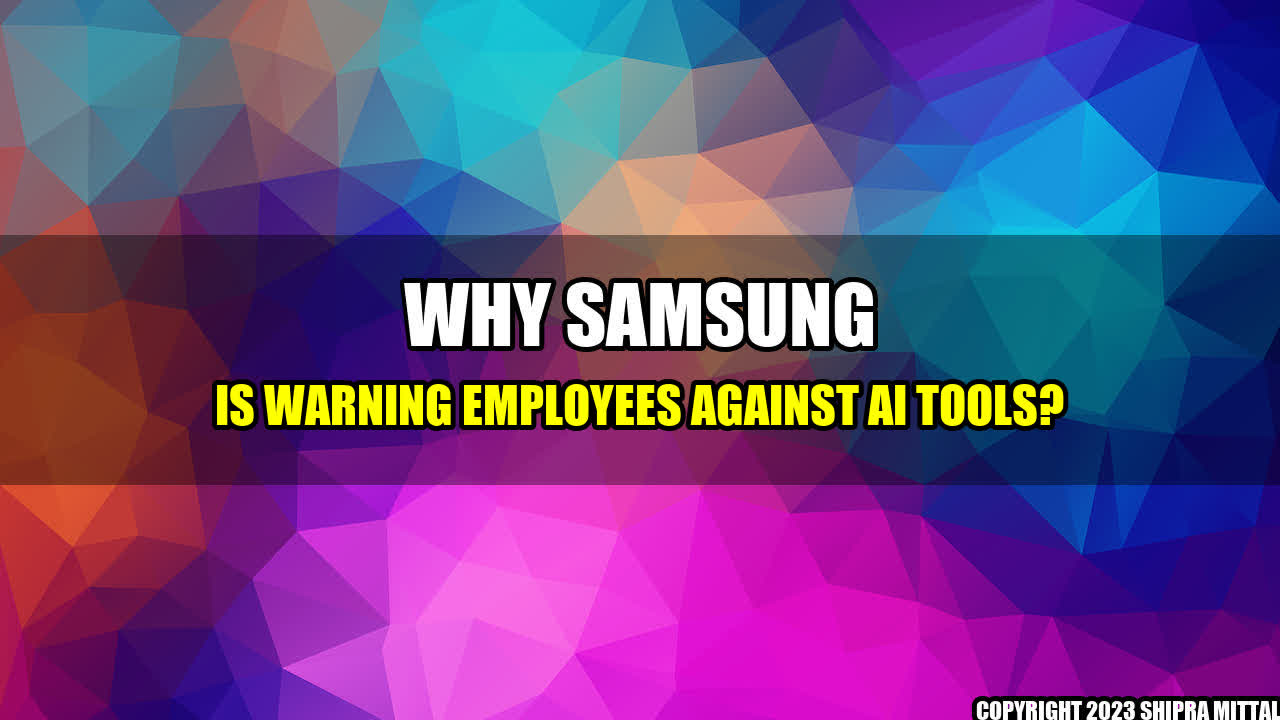 WHY SAMSUNG
IS WARNING EMPLOYEES AGAINST AI TOOLS?
COPYRIGHT 2023 SHIPRA MITTAL